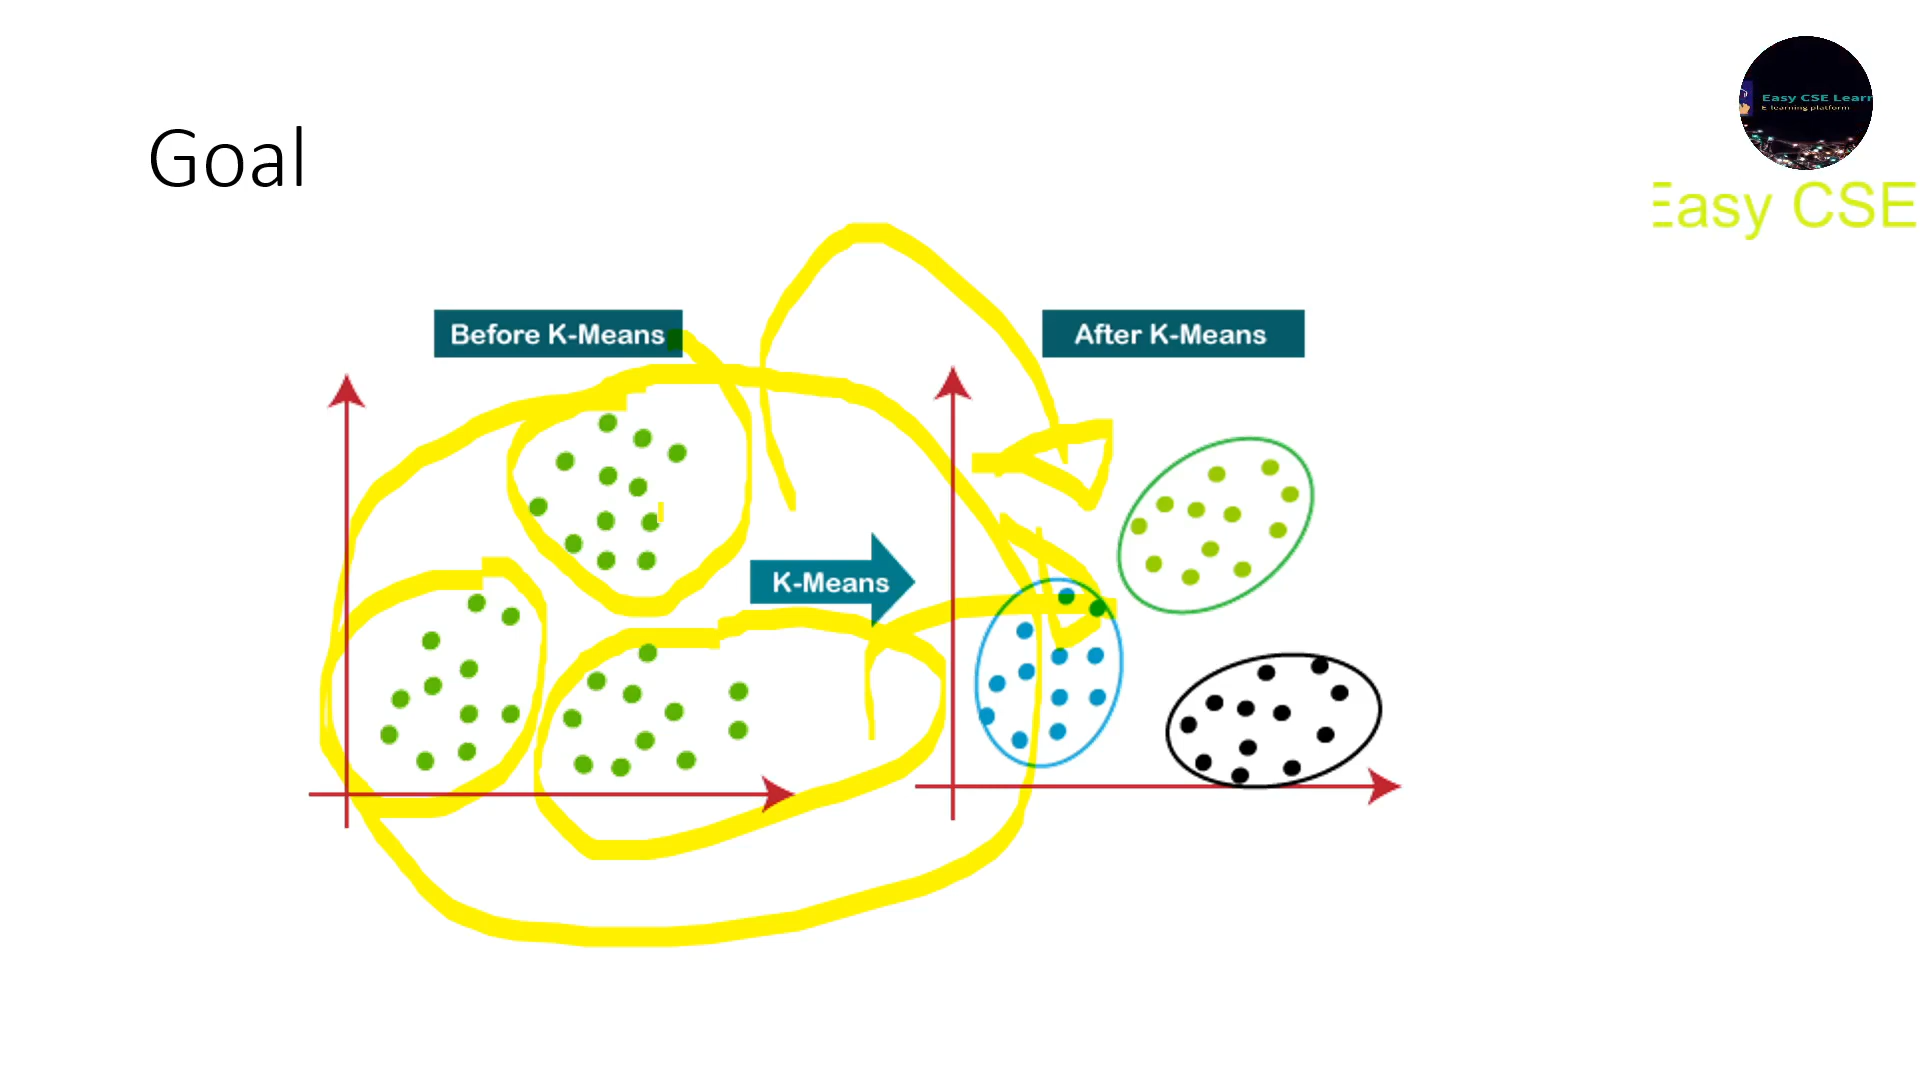 Goal
Easy CSE Learn
E-learning platform
Easy CSE
Before K-Means
After K-Means
K-Means